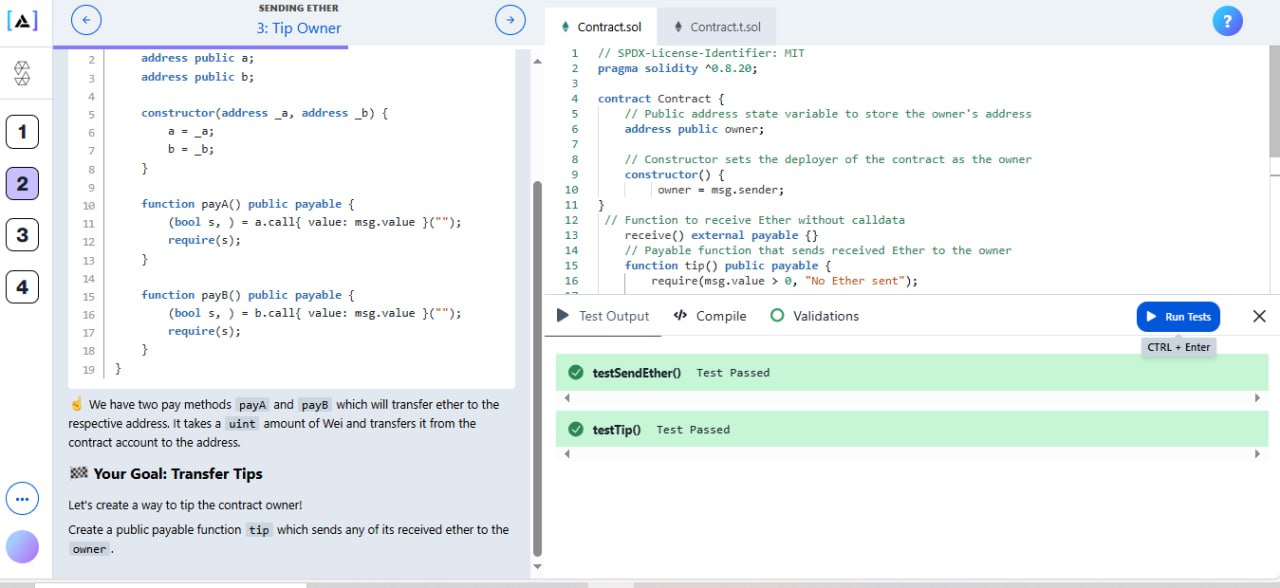 SENDING ETHER
3: Tip Owner
1
2
3
4
2 address public a;
3 address public b;
4
5 constructor(address _a, address _b) {
6 a = _a;
7 b = _b;
8 }
9
10 function payA() public payable {
11 (bool s, ) = a.call{ value: msg.value }("");
12 require(s);
13 }
14
15 function payB() public payable {
16 (bool s, ) = b.call{ value: msg.value }("");
17 require(s);
18 }
19 }
☝️ We have two pay methods payA and payB which will transfer ether to the
respective address. It takes a uint amount of Wei and transfers it from the
contract account to the address.
🏁 Your Goal: Transfer Tips
Let's create a way to tip the contract owner!
Create a public payable function tip which sends any of its received ether to the
owner.
Contract.sol
Contract.t.sol
?
1 // SPDX-License-Identifier: MIT
2 pragma solidity ^0.8.20;
3
4 contract Contract {
5 // Public address state variable to store the owner's address
6 address public owner;
7
8 // Constructor sets the deployer of the contract as the owner
9 constructor() {
10 owner = msg.sender;
11 }
12 // Function to receive Ether without calldata
13 receive() external payable {}
14 // Payable function that sends received Ether to the owner
15 function tip() public payable {
16 require(msg.value > 0, "No Ether sent");
Test Output
Compile
Validations
Run Tests
CTRL + Enter
testSendEther() Test Passed
testTip() Test Passed